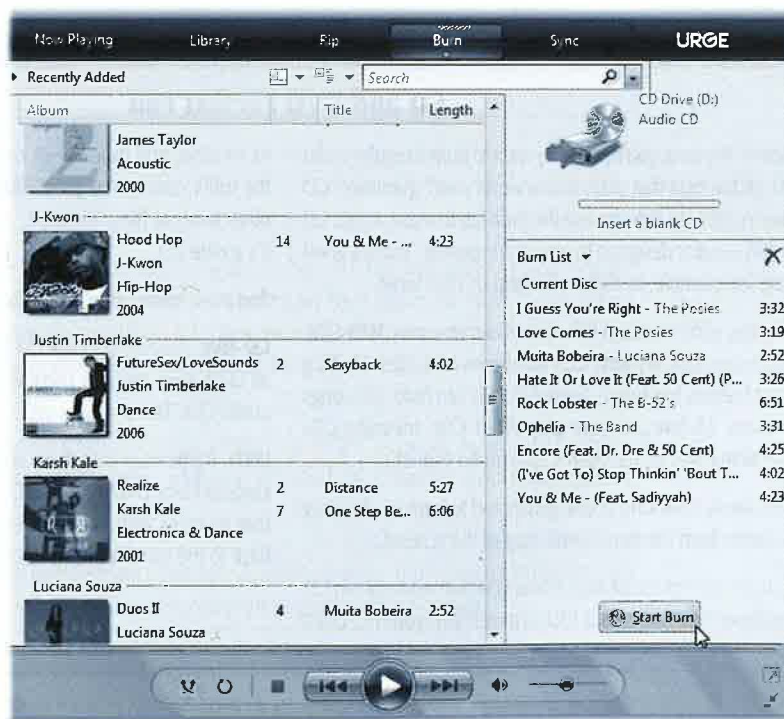 Now Playing Library Rip Burn Sync URGE
Recently Added Search
Album Title Length
CD Drive (D:)
Audio CD
Insert a blank CD
James Taylor
Acoustic
2000
J-Kwon
Hood Hop 14 You & Me - ... 4:23
J-Kwon
Hip-Hop
2004
Justin Timberlake
FutureSex/LoveSounds 2 Sexyback 4:02
Justin Timberlake
Dance
2006
Karsh Kale
Realize 2 Distance 5:27
Karsh Kale 7 One Step Be... 6:06
Electronica & Dance
2001
Luciana Souza
Duos II 4 Muita Bobeira 2:52
Luciana Souza
Burn List
Current Disc
I Guess You're Right - The Posies 3:32
Love Comes - The Posies 3:19
Muita Bobeira - Luciana Souza 2:52
Hate It Or Love It (Feat. 50 Cent) (P... 3:26
Rock Lobster - The B-52's 6:51
Ophelia - The Band 3:31
Encore (Feat. Dr. Dre & 50 Cent) 4:25
(I've Got To) Stop Thinkin' 'Bout T... 4:02
You & Me - (Feat. Sadiyyah) 4:23
Start Burn